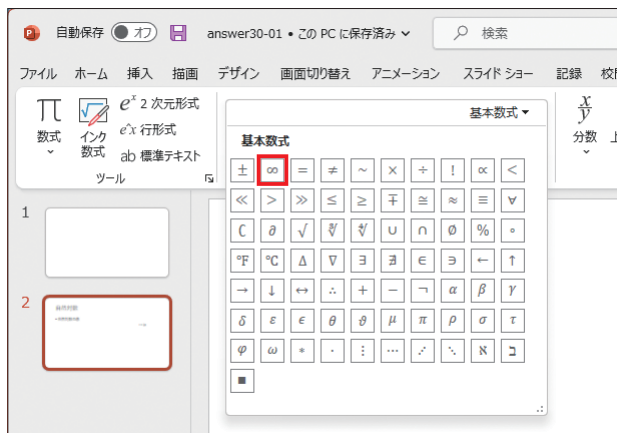 自動保存 オフ answer30-01 • この PC に保存済み 検索
ファイル ホーム 挿入 描画 デザイン 画面切り替え アニメーション スライド ショー 記録
数式
インク
数式
eˣ 2 次元形式
e^x 行形式
ab 標準テキスト
ツール
基本数式
基本数式
± ∞ = ≠ ~ × ÷ ! ∝ <
≪ > ≫ ≤ ≥ ∓ ≅ ≈ ≡ ∀
∁ ∂ √ ∛ ∜ ∪ ∩ ∅ % °
°F °C ∆ ∇ ∃ ∄ ∈ ∋ ← ↑
→ ↓ ↔ ∴ + − ¬ α β γ
δ ε ϵ θ ϑ μ π ρ σ τ
φ ω * ∙ ⋮ ⋯ ⋰ ⋱ ℵ ℶ
∎
x
y
分数
1
2